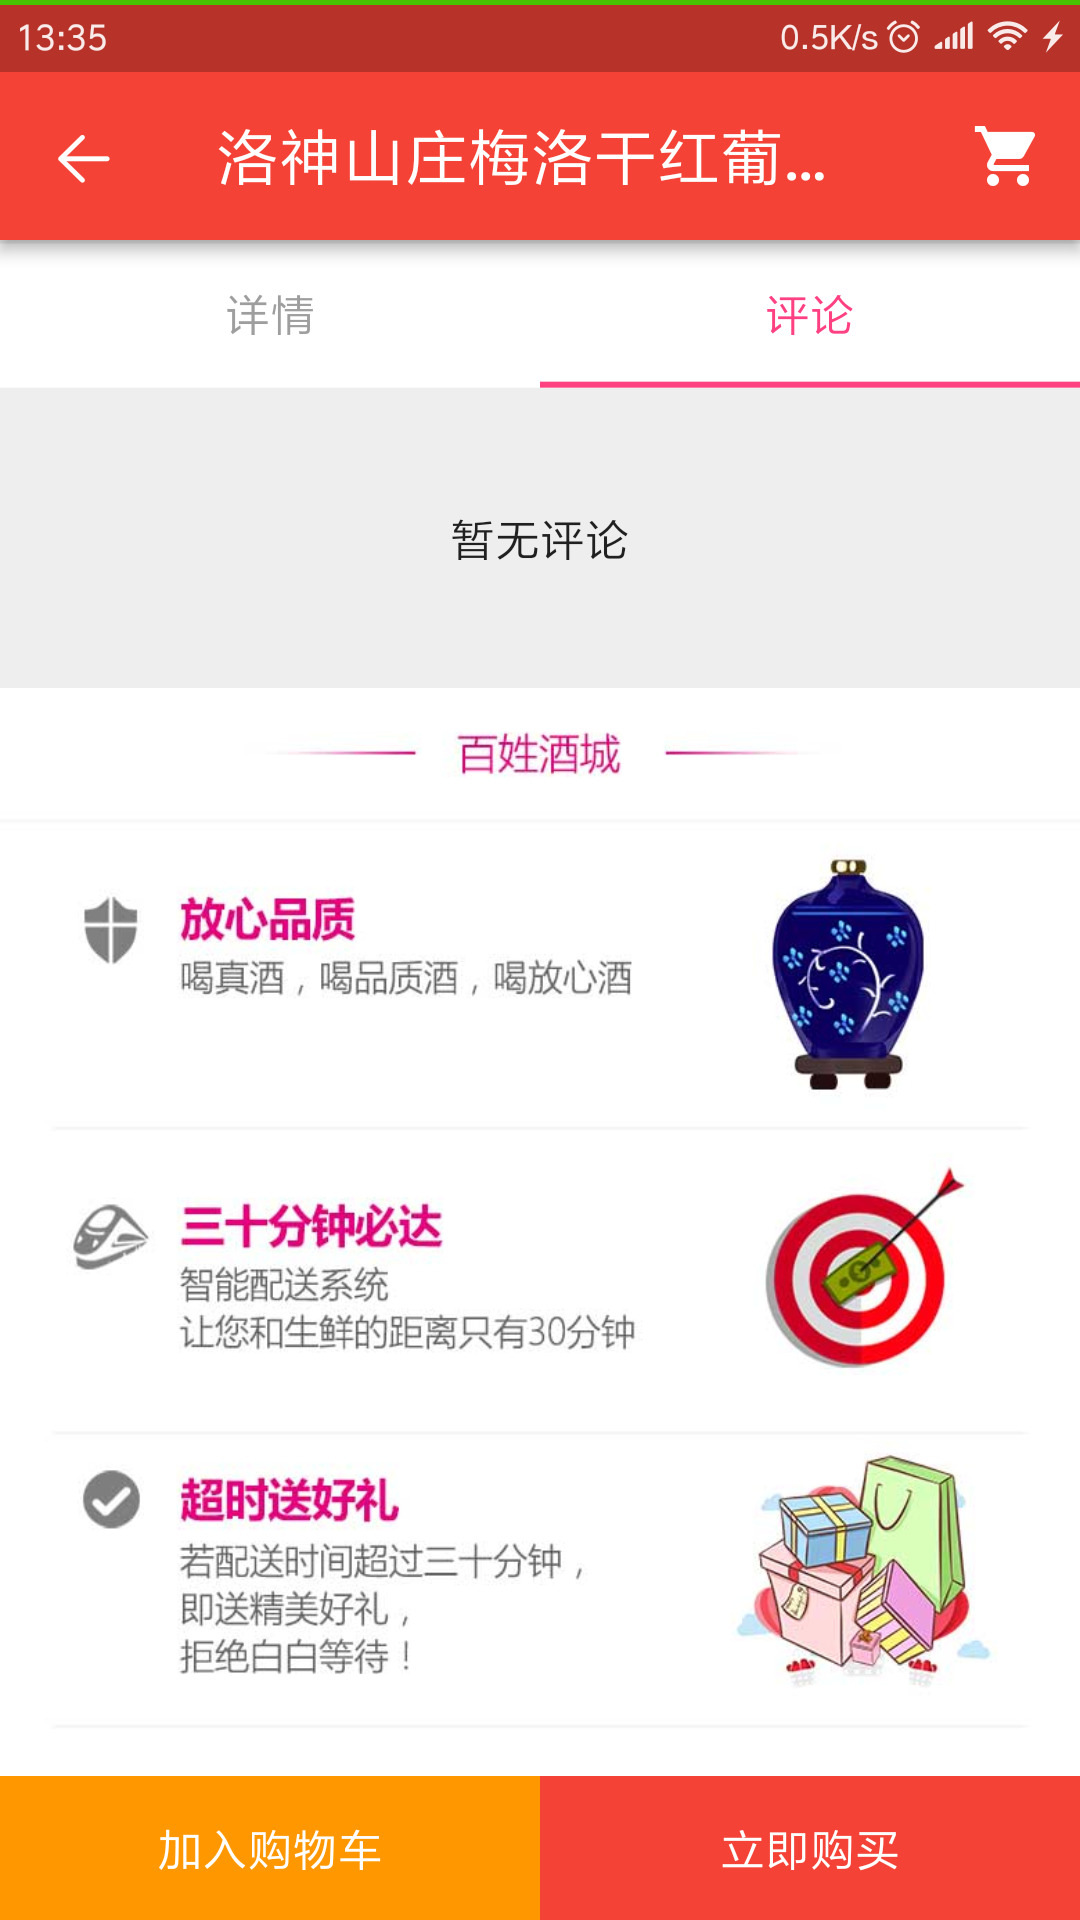 13:35
0.5K/s
洛神山庄梅洛干红葡...
详情
评论
暂无评论
百姓酒城
放心品质
喝真酒，喝品质酒，喝放心酒
三十分钟必达
智能配送系统
让您和生鲜的距离只有30分钟
超时送好礼
若配送时间超过三十分钟，
即送精美好礼，
拒绝白白等待！
加入购物车
立即购买